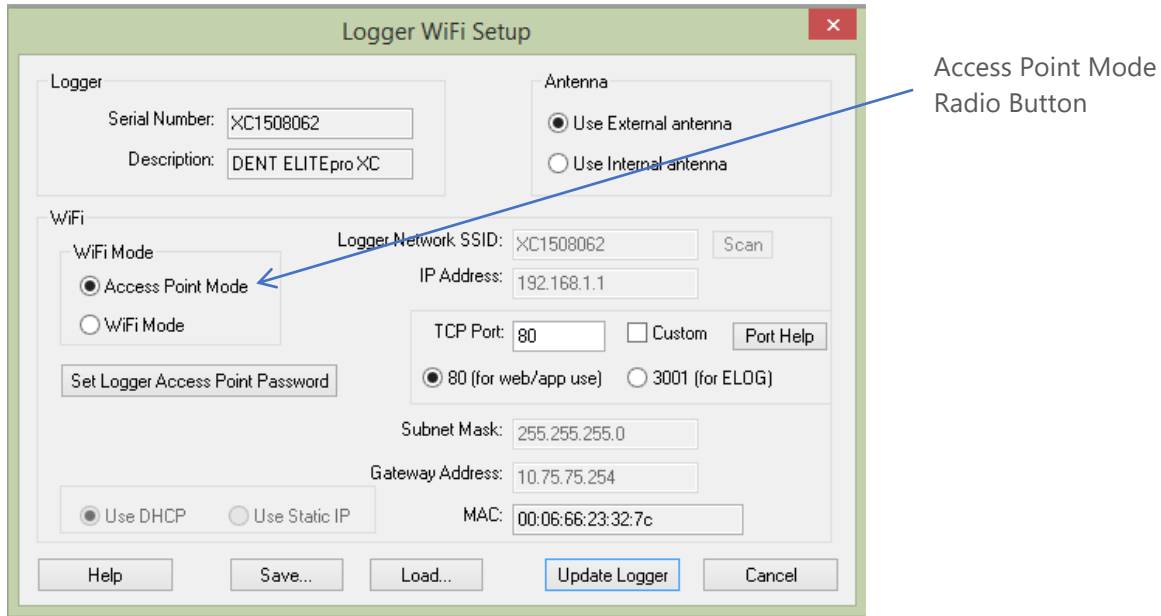 Logger WiFi Setup
Access Point Mode
Radio Button
Logger
Serial Number: XC1508062
Description: DENT ELITEpro XC
Antenna
Use External antenna
Use Internal antenna
WiFi
WiFi Mode
Access Point Mode
WiFi Mode
Set Logger Access Point Password
Logger Network SSID: XC1508062 Scan
IP Address: 192.168.1.1
TCP Port: 80 Custom Port Help
80 (for web/app use) 3001 (for ELOG)
Subnet Mask: 255.255.255.0
Gateway Address: 10.75.75.254
Use DHCP Use Static IP
MAC: 00:06:66:23:32:7c
Help Save... Load... Update Logger Cancel